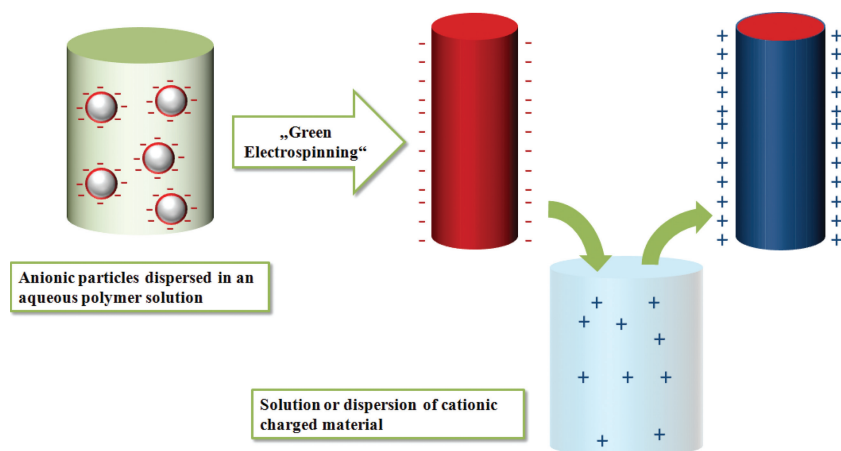 „Green
Electrospinning“
Anionic particles dispersed in an
aqueous polymer solution
Solution or dispersion of cationic
charged material